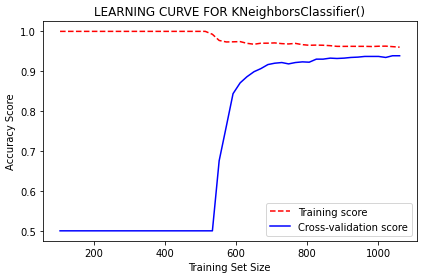 LEARNING CURVE FOR KNeighborsClassifier()
1.0
0.9
0.8
0.7
0.6
0.5
Accuracy Score
Training score
Cross-validation score
200 400 600 800 1000
Training Set Size